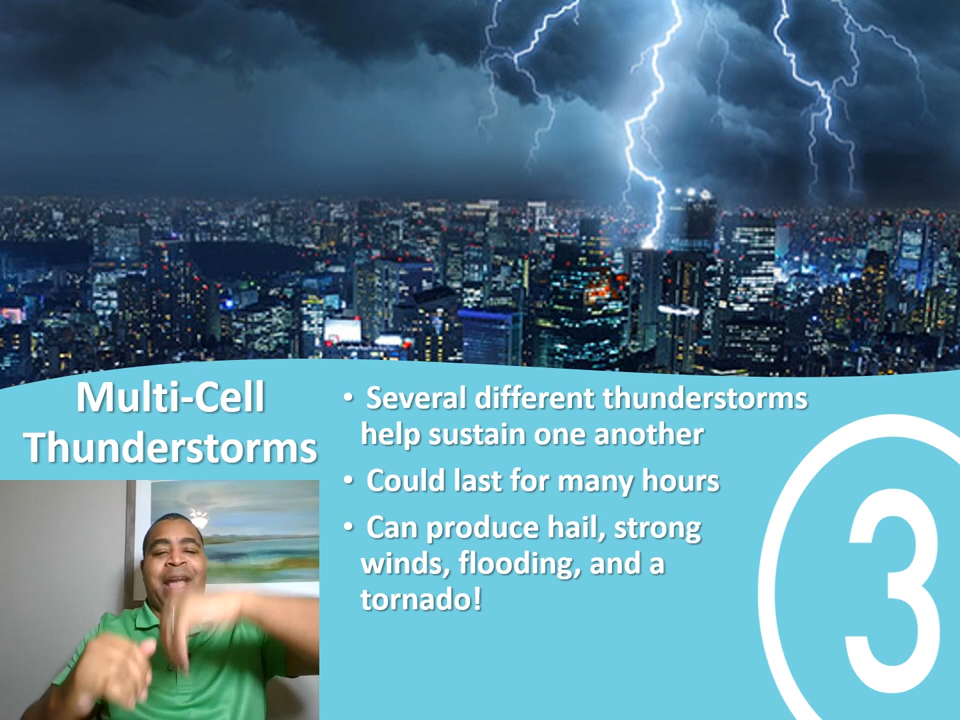 Multi-Cell
Thunderstorms
• Several different thunderstorms
help sustain one another
• Could last for many hours
• Can produce hail, strong
winds, flooding, and a
tornado!
3